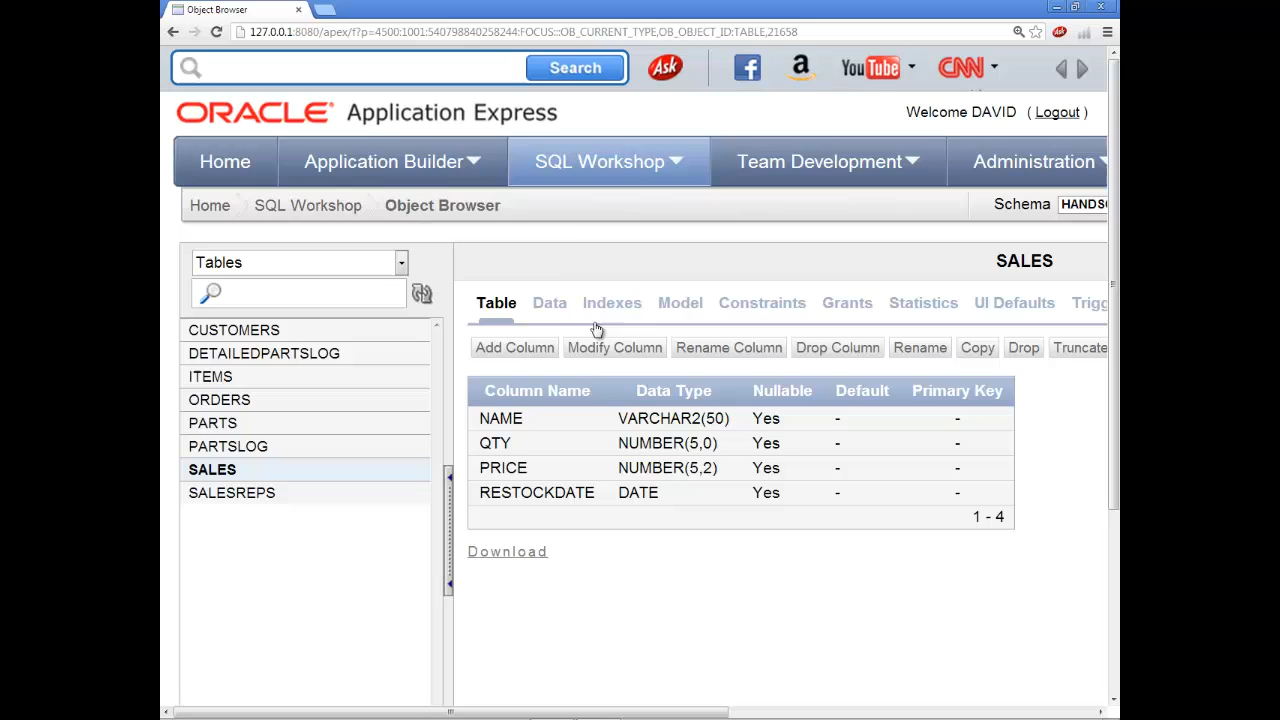 Object Browser
127.0.0.1:8080/apex/f?p=4500:1001:540798840258244:FOCUS:::OB_CURRENT_TYPE,OB_OBJECT_ID:TABLE,21658
Search Ask f a YouTube CNN
ORACLE Application Express Welcome DAVID ( Logout )
Home Application Builder SQL Workshop Team Development Administration
Home SQL Workshop Object Browser Schema HANDS
Tables SALES
Table Data Indexes Model Constraints Grants Statistics UI Defaults Trigg
CUSTOMERS
DETAILEDPARTSLOG
ITEMS
ORDERS
PARTS
PARTSLOG
SALES
SALESREPS
Add Column Modify Column Rename Column Drop Column Rename Copy Drop Truncate
Column Name Data Type Nullable Default Primary Key
NAME VARCHAR2(50) Yes - -
QTY NUMBER(5,0) Yes - -
PRICE NUMBER(5,2) Yes - -
RESTOCKDATE DATE Yes - -
1 - 4
Download